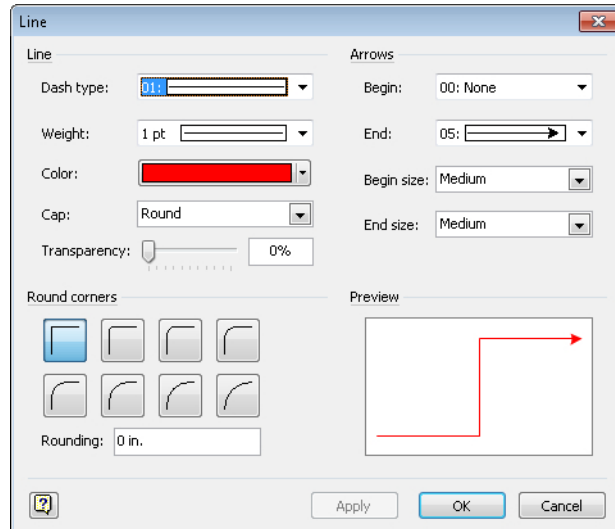 Line
Line
Dash type: 01:
Weight: 1 pt
Color:
Cap: Round
Transparency: 0%
Arrows
Begin: 00: None
End: 05:
Begin size: Medium
End size: Medium
Round corners
Rounding: 0 in.
Preview
?
Apply
OK
Cancel